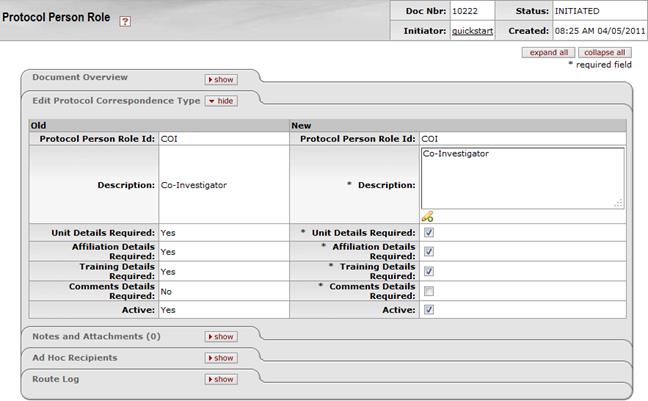 Protocol Person Role ?
Doc Nbr: 10222 Status: INITIATED
Initiator: quickstart Created: 08:25 AM 04/05/2011
expand all collapse all
* required field
Document Overview show
Edit Protocol Correspondence Type hide
Old New
Protocol Person Role Id: COI Protocol Person Role Id: COI
Description: Co-Investigator * Description: Co-Investigator
Unit Details Required: Yes * Unit Details Required:
Affiliation Details Required: Yes * Affiliation Details Required:
Training Details Required: Yes * Training Details Required:
Comments Details Required: No * Comments Details Required:
Active: Yes Active:
Notes and Attachments (0) show
Ad Hoc Recipients show
Route Log show